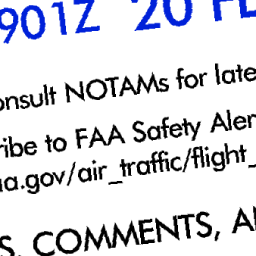 901Z 20 FE
onsult NOTAMs for late
ribe to FAA Safety Aler
aa.gov/air_traffic/flight_
S, COMMENTS, A